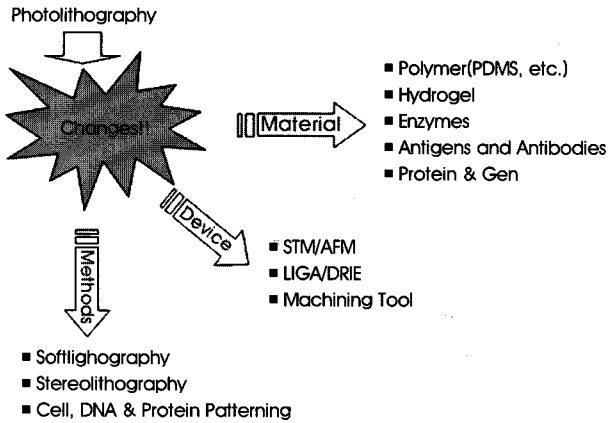 Photolithography
Changes!!
Material
■ Polymer(PDMS, etc.)
■ Hydrogel
■ Enzymes
■ Antigens and Antibodies
■ Protein & Gen
Device
■ STM/AFM
■ LIGA/DRIE
■ Machining Tool
Methods
■ Softlighography
■ Stereolithography
■ Cell, DNA & Protein Patterning